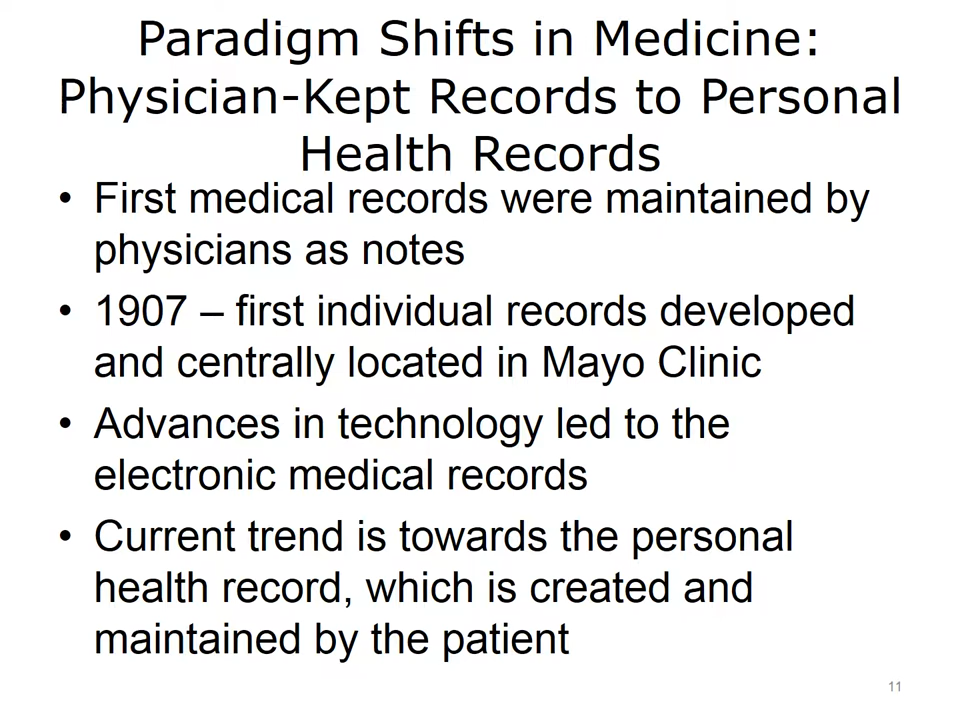 Paradigm Shifts in Medicine:
Physician-Kept Records to Personal
Health Records
• First medical records were maintained by
physicians as notes
• 1907 – first individual records developed
and centrally located in Mayo Clinic
• Advances in technology led to the
electronic medical records
• Current trend is towards the personal
health record, which is created and
maintained by the patient
11